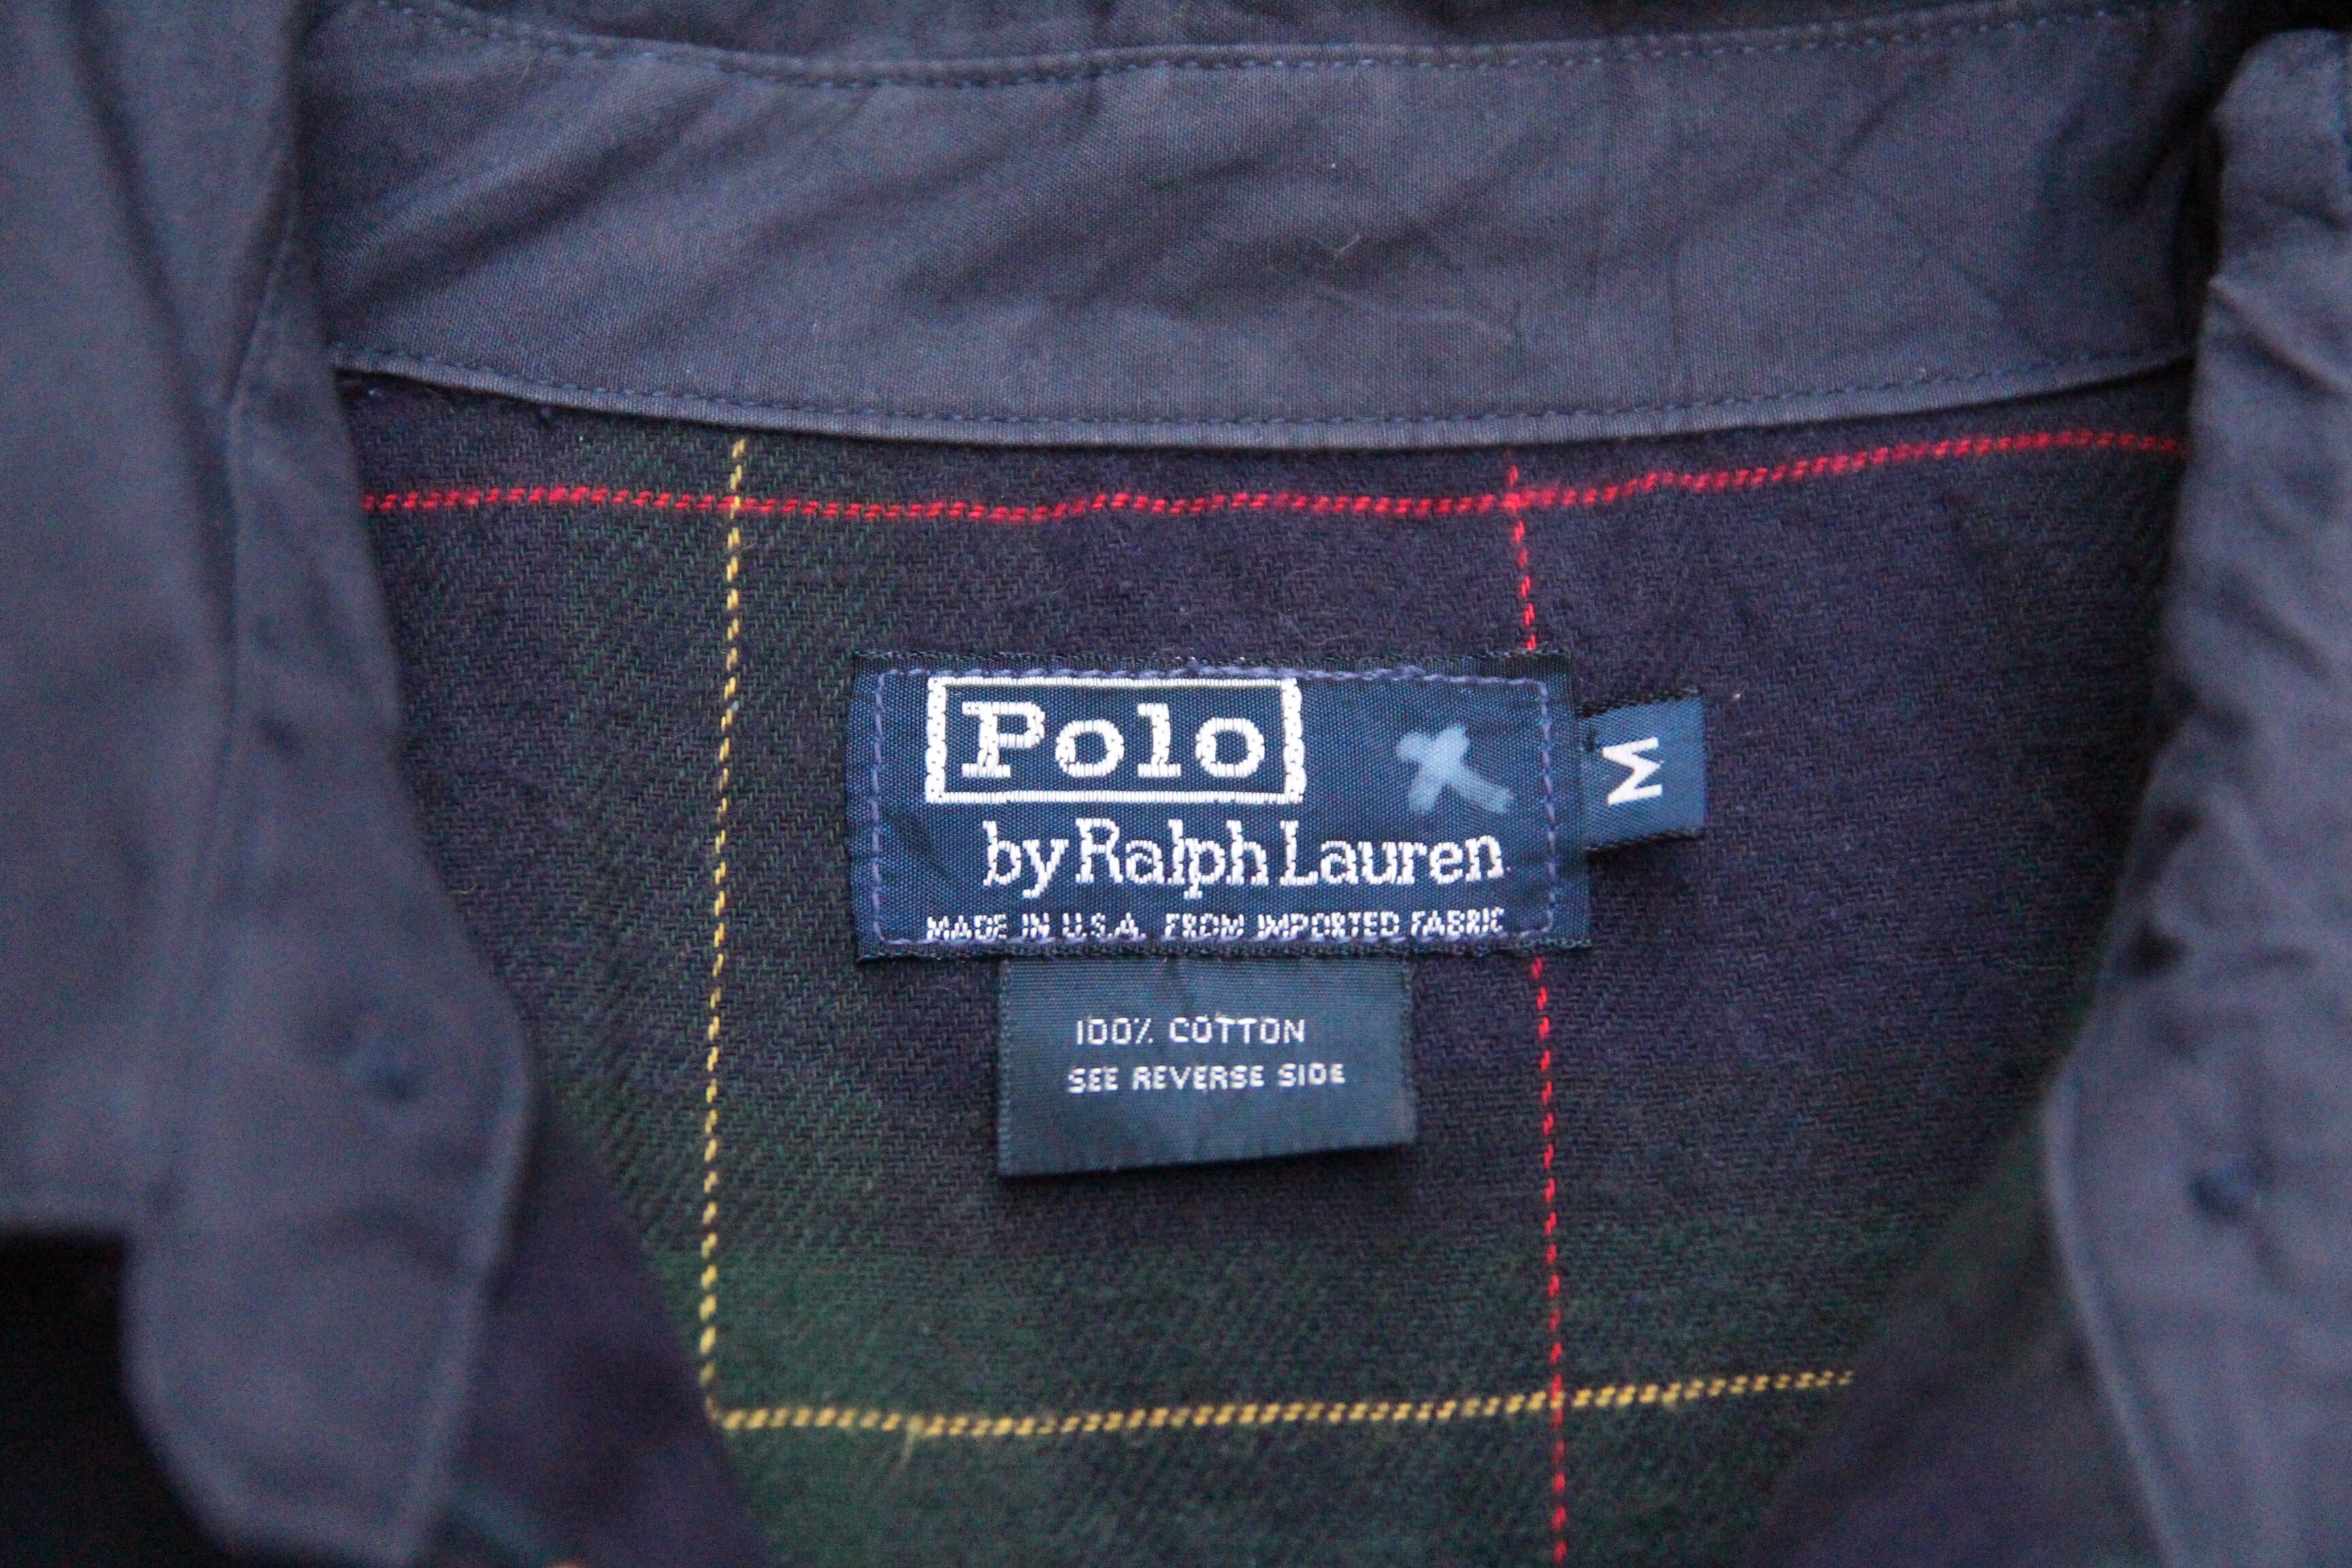 Polo
by Ralph Lauren
MADE IN U.S.A. FROM IMPORTED FABRIC
M
100% COTTON
SEE REVERSE SIDE